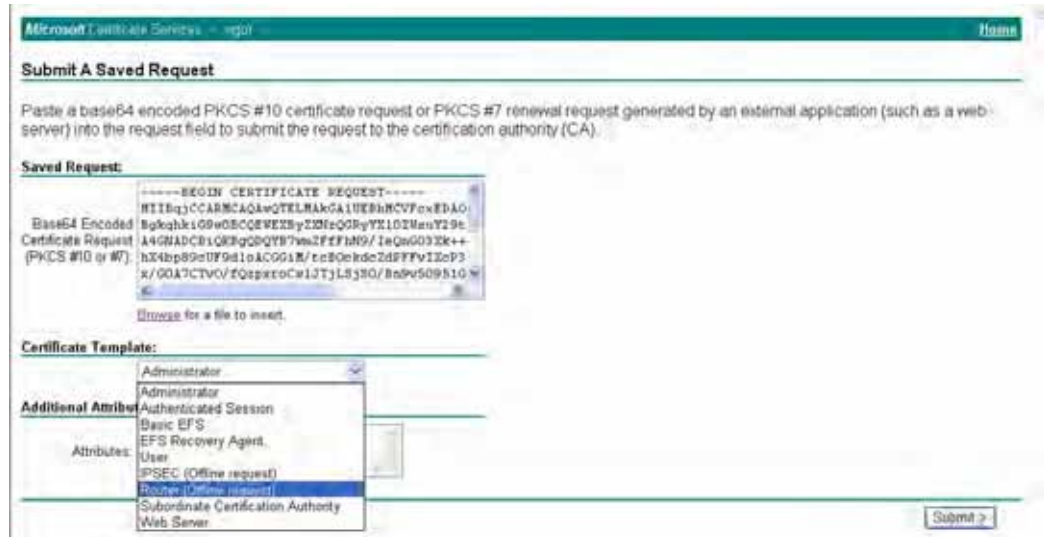 Microsoft Certificate Services -- vgol Home
Submit A Saved Request
Paste a base64 encoded PKCS #10 certificate request or PKCS #7 renewal request generated by an external application (such as a web
server) into the request field to submit the request to the certification authority (CA).
Saved Request:
-----BEGIN CERTIFICATE REQUEST-----
Base64 Encoded
Certificate Request
(PKCS #10 or #7):
Browse for a file to insert.
Certificate Template:
Administrator
Administrator
Additional Attribut
Authenticated Session
Basic EFS
EFS Recovery Agent
Attributes:
User
IPSEC (Offline request)
Router (Offline request)
Subordinate Certification Authority
Web Server
Submit >